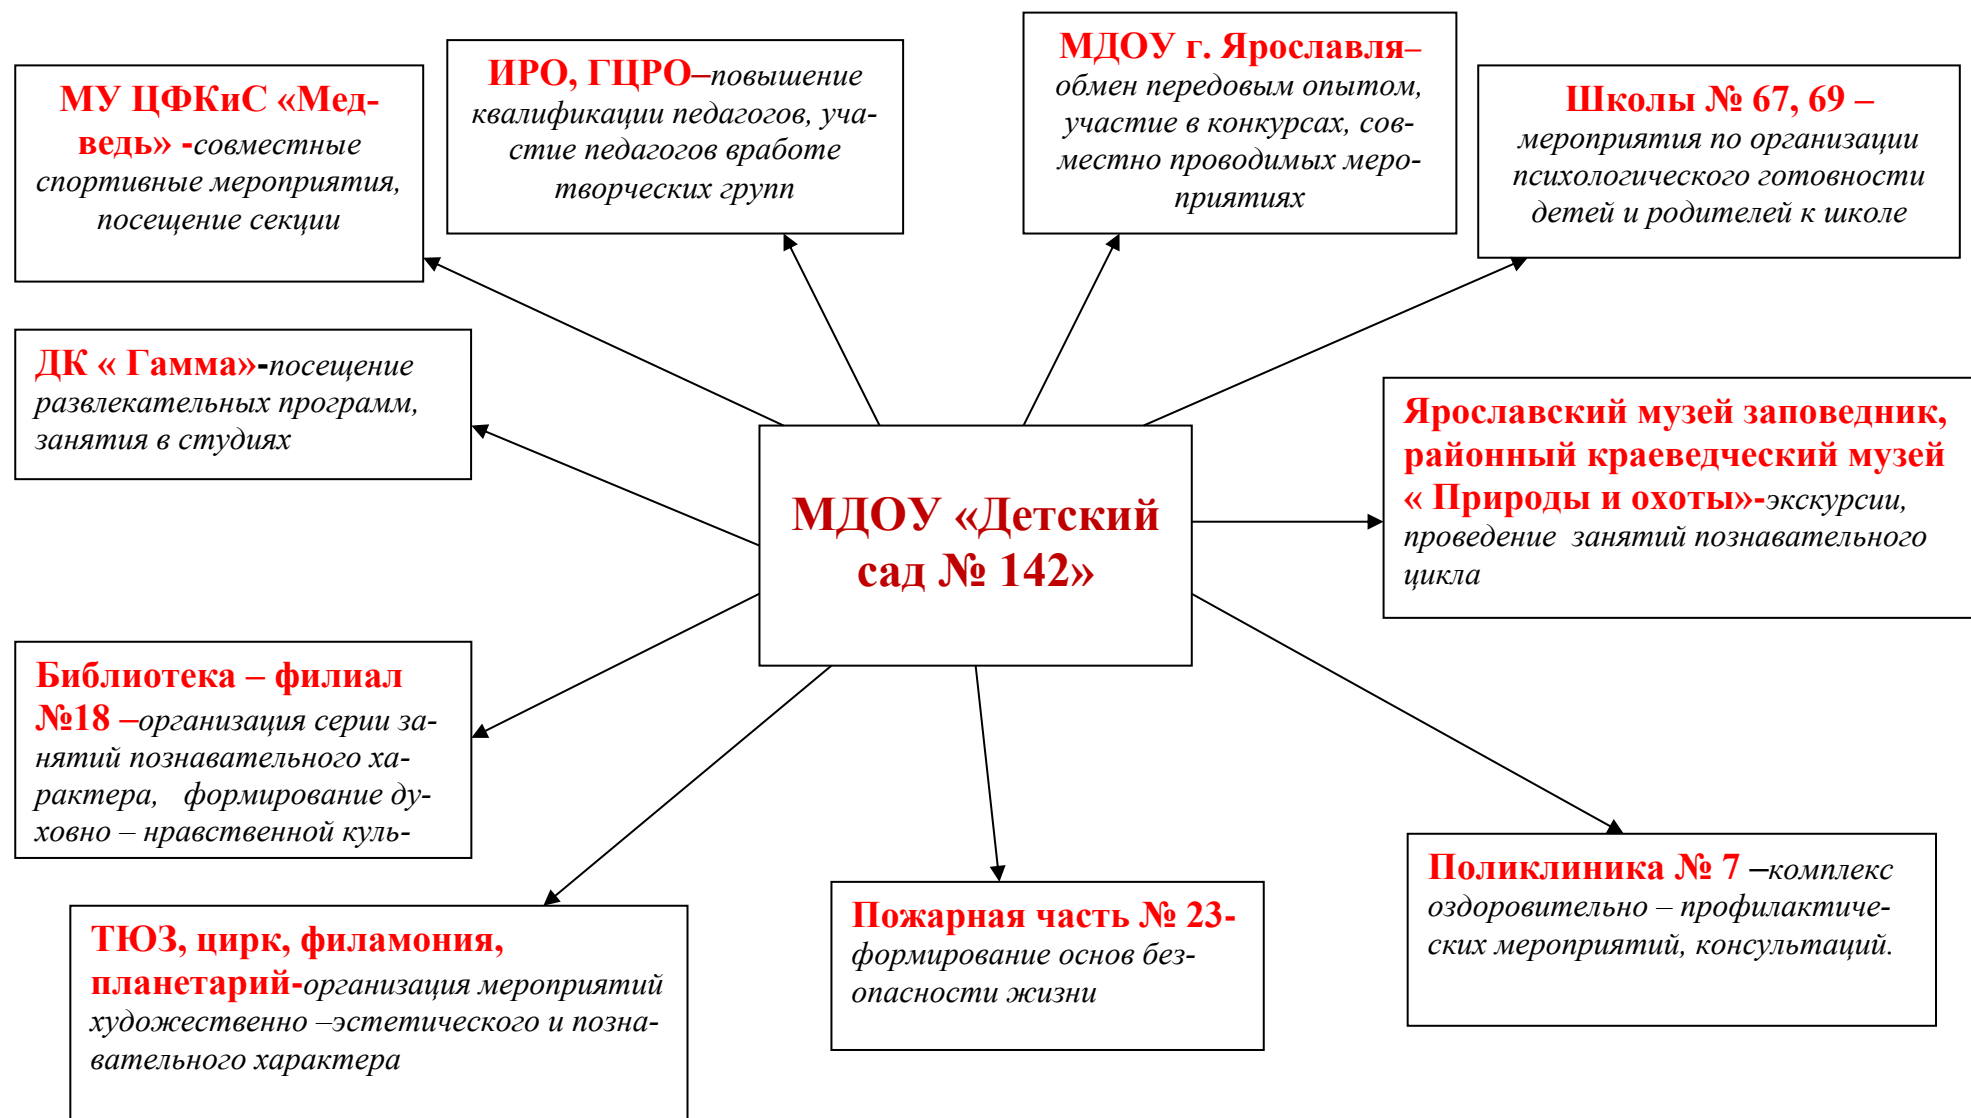 МУ ЦФКиС «Мед-
ведь» -совместные
спортивные мероприятия,
посещение секции
ИРО, ГЦРО–повышение
квалификации педагогов, уча-
стие педагогов вработе
творческих групп
МДОУ г. Ярославля–
обмен передовым опытом,
участие в конкурсах, сов-
местно проводимых меро-
приятиях
Школы № 67, 69 –
мероприятия по организации
психологического готовности
детей и родителей к школе
ДК « Гамма»-посещение
развлекательных программ,
занятия в студиях
МДОУ «Детский
сад № 142»
Ярославский музей заповедник,
районный краеведческий музей
« Природы и охоты»-экскурсии,
проведение занятий познавательного
цикла
Библиотека – филиал
№18 –организация серии за-
нятий познавательного ха-
рактера, формирование ду-
ховно – нравственной куль-
ТЮЗ, цирк, филамония,
планетарий-организация мероприятий
художественно –эстетического и позна-
вательного характера
Пожарная часть № 23-
формирование основ без-
опасности жизни
Поликлиника № 7 –комплекс
оздоровительно – профилактиче-
ских мероприятий, консультаций.